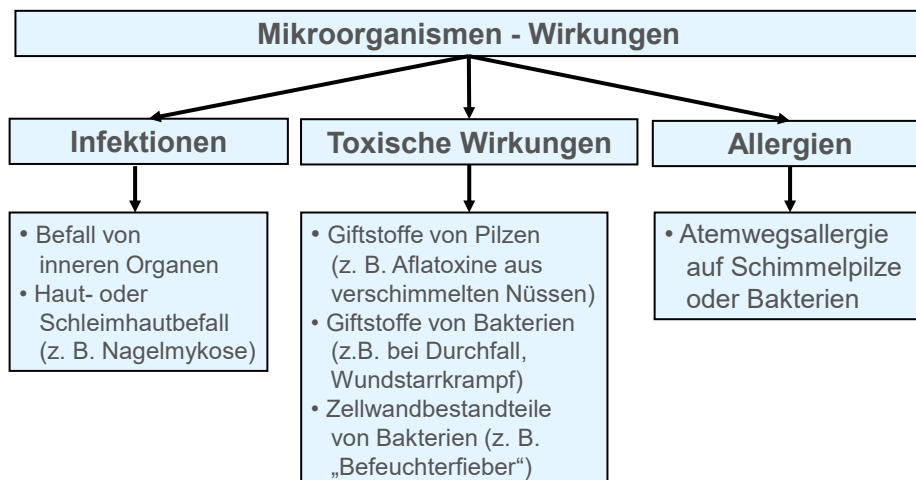 Mikroorganismen - Wirkungen
Infektionen
• Befall von
inneren Organen
• Haut- oder
Schleimhautbefall
(z. B. Nagelmykose)
Toxische Wirkungen
• Giftstoffe von Pilzen
(z. B. Aflatoxine aus
verschimmelten Nüssen)
• Giftstoffe von Bakterien
(z.B. bei Durchfall,
Wundstarrkrampf)
• Zellwandbestandteile
von Bakterien (z. B.
„Befeuchterfieber“)
Allergien
• Atemwegsallergie
auf Schimmelpilze
oder Bakterien